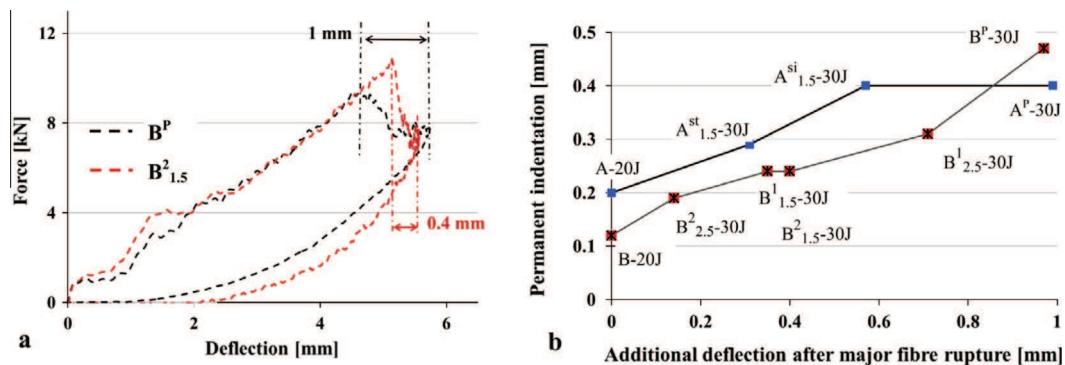 12
8
4
0
Force [kN]
1 mm
B^P
B^2_1.5
0.4 mm
0
2
4
6
a
Deflection [mm]
0.5
0.4
0.3
0.2
0.1
0
Permanent indentation [mm]
B^P-30J
A^si_1.5-30J
A^P-30J
A^st_1.5-30J
A-20J
B^1_2.5-30J
B^1_1.5-30J
B^2_2.5-30J
B^2_1.5-30J
B-20J
0
0.2
0.4
0.6
0.8
1
b
Additional deflection after major fibre rupture [mm]